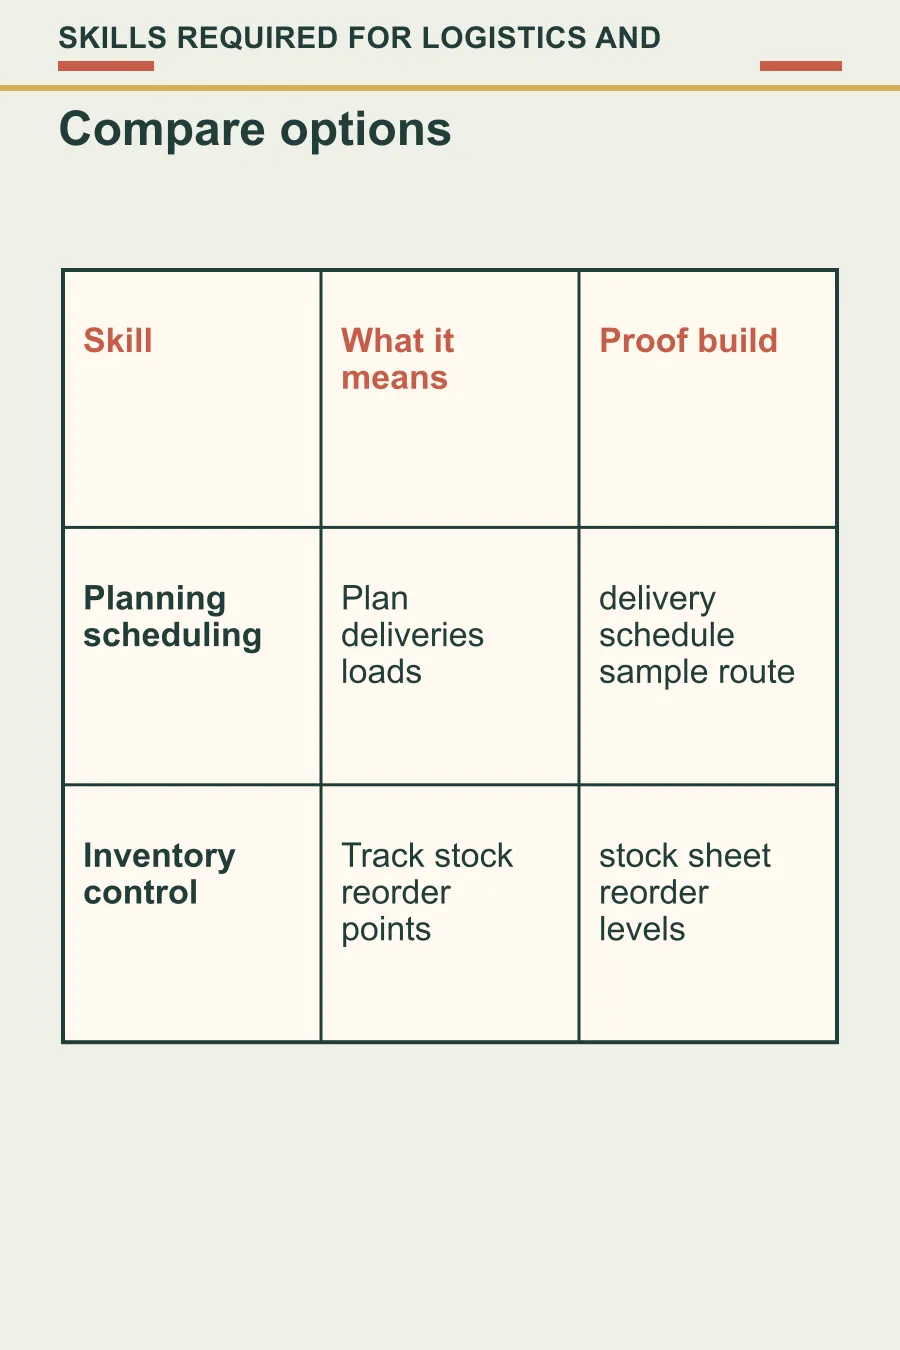 SKILLS REQUIRED FOR LOGISTICS AND
Compare options
Skill
What it
means
Proof build
Planning
scheduling
Plan
deliveries
loads
delivery
schedule
sample route
Inventory
control
Track stock
reorder
points
stock sheet
reorder
levels